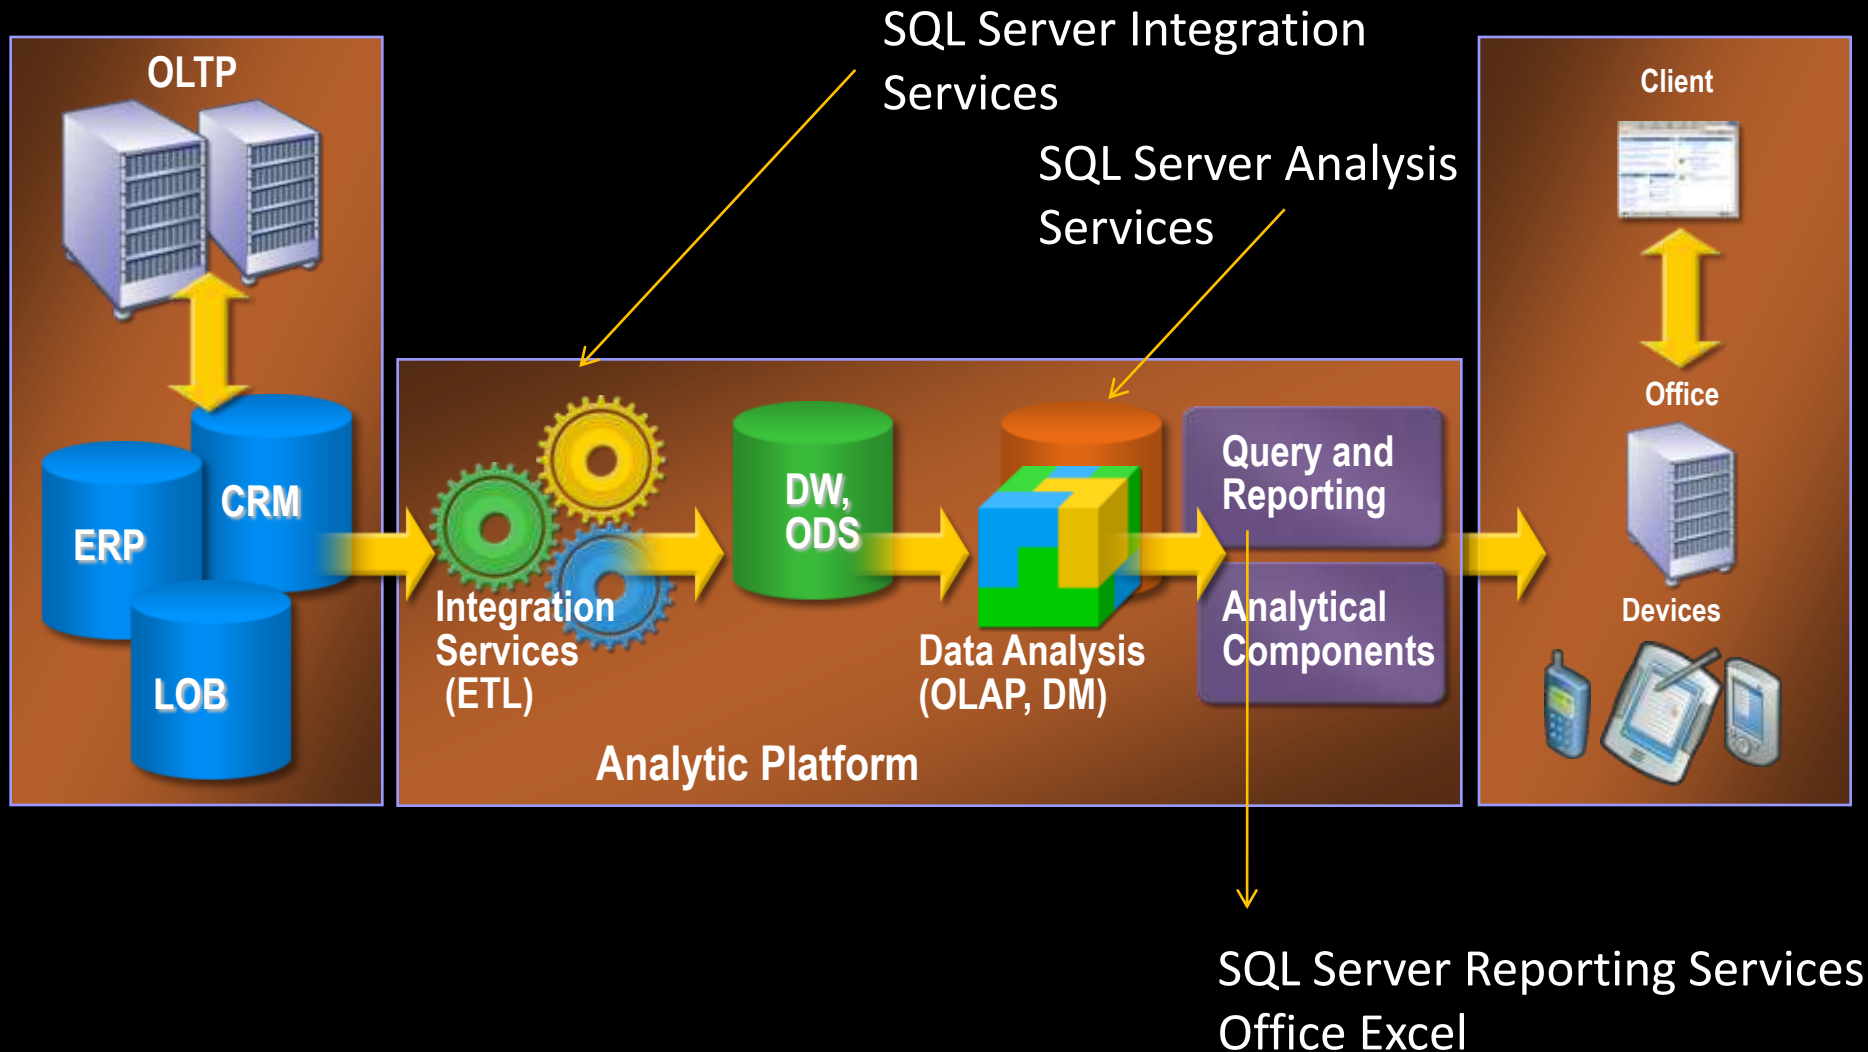 SQL Server Integration
Services
SQL Server Analysis
Services
OLTP
CRM
ERP
LOB
Integration
Services
(ETL)
DW,
ODS
Data Analysis
(OLAP, DM)
Query and
Reporting
Analytical
Components
Analytic Platform
Client
Office
Devices
SQL Server Reporting Services
Office Excel